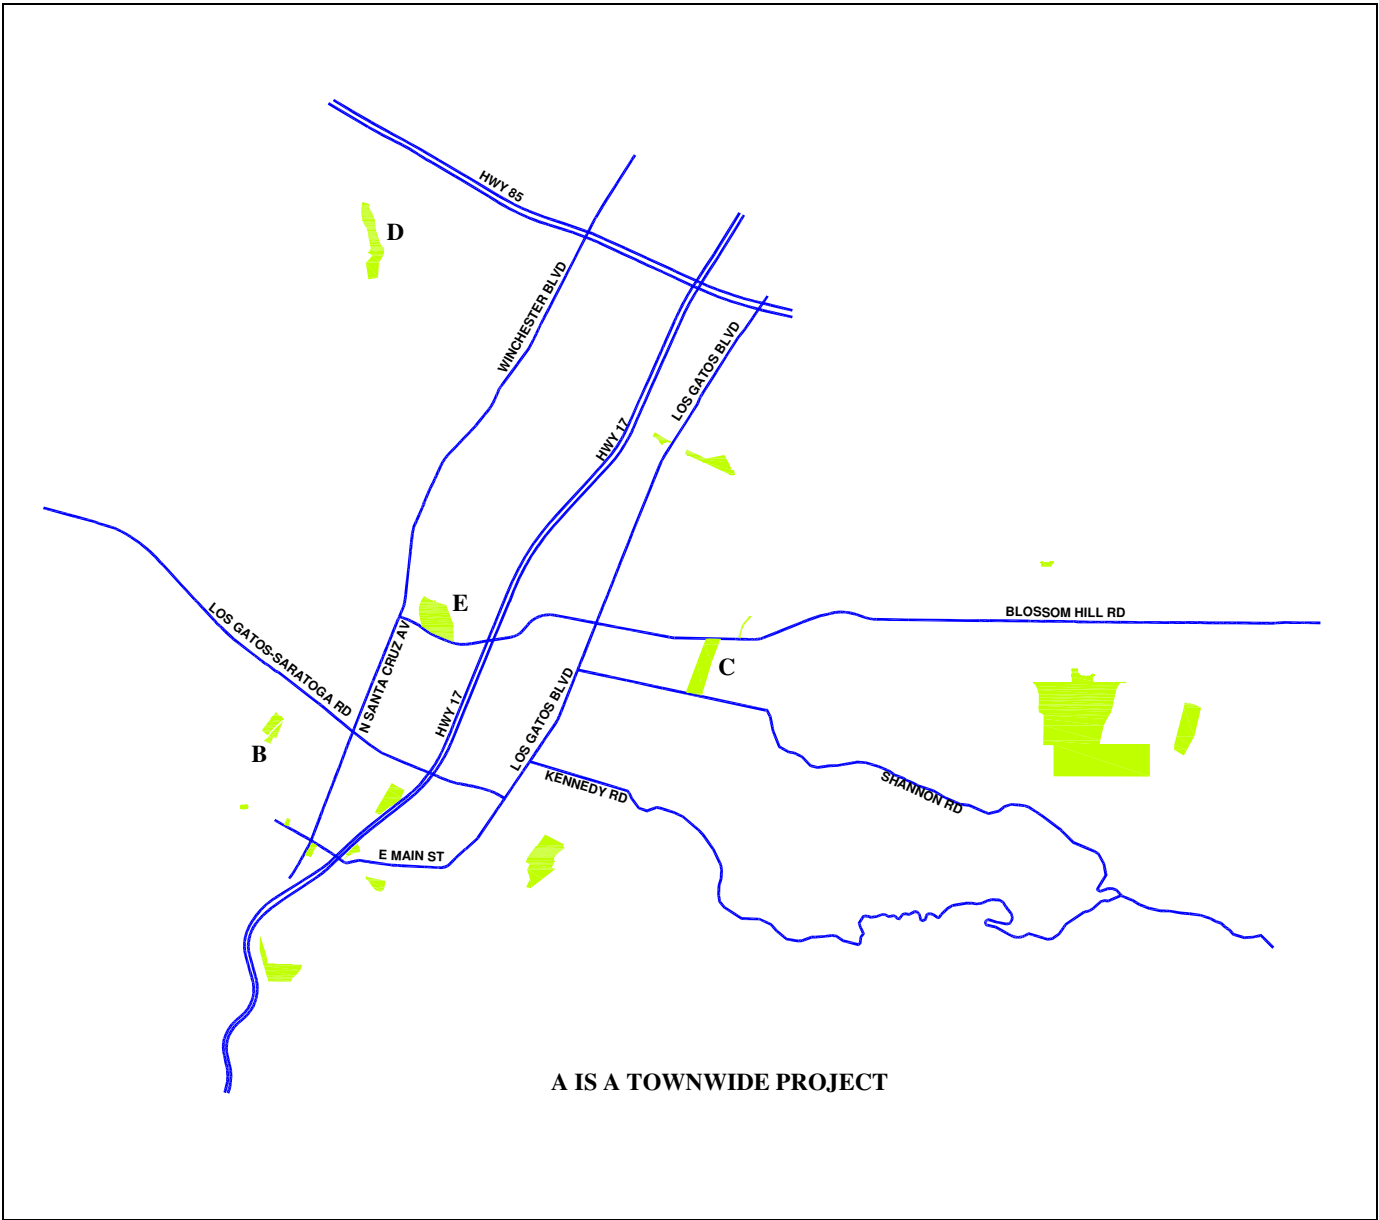 HWY 85
D
WINCHESTER BLVD
LOS GATOS BLVD
HWY 17
E
BLOSSOM HILL RD
LOS GATOS-SARATOGA RD
N SANTA CRUZ AV
C
HWY 17
LOS GATOS BLVD
B
KENNEDY RD
SHANNON RD
E MAIN ST
A IS A TOWNWIDE PROJECT